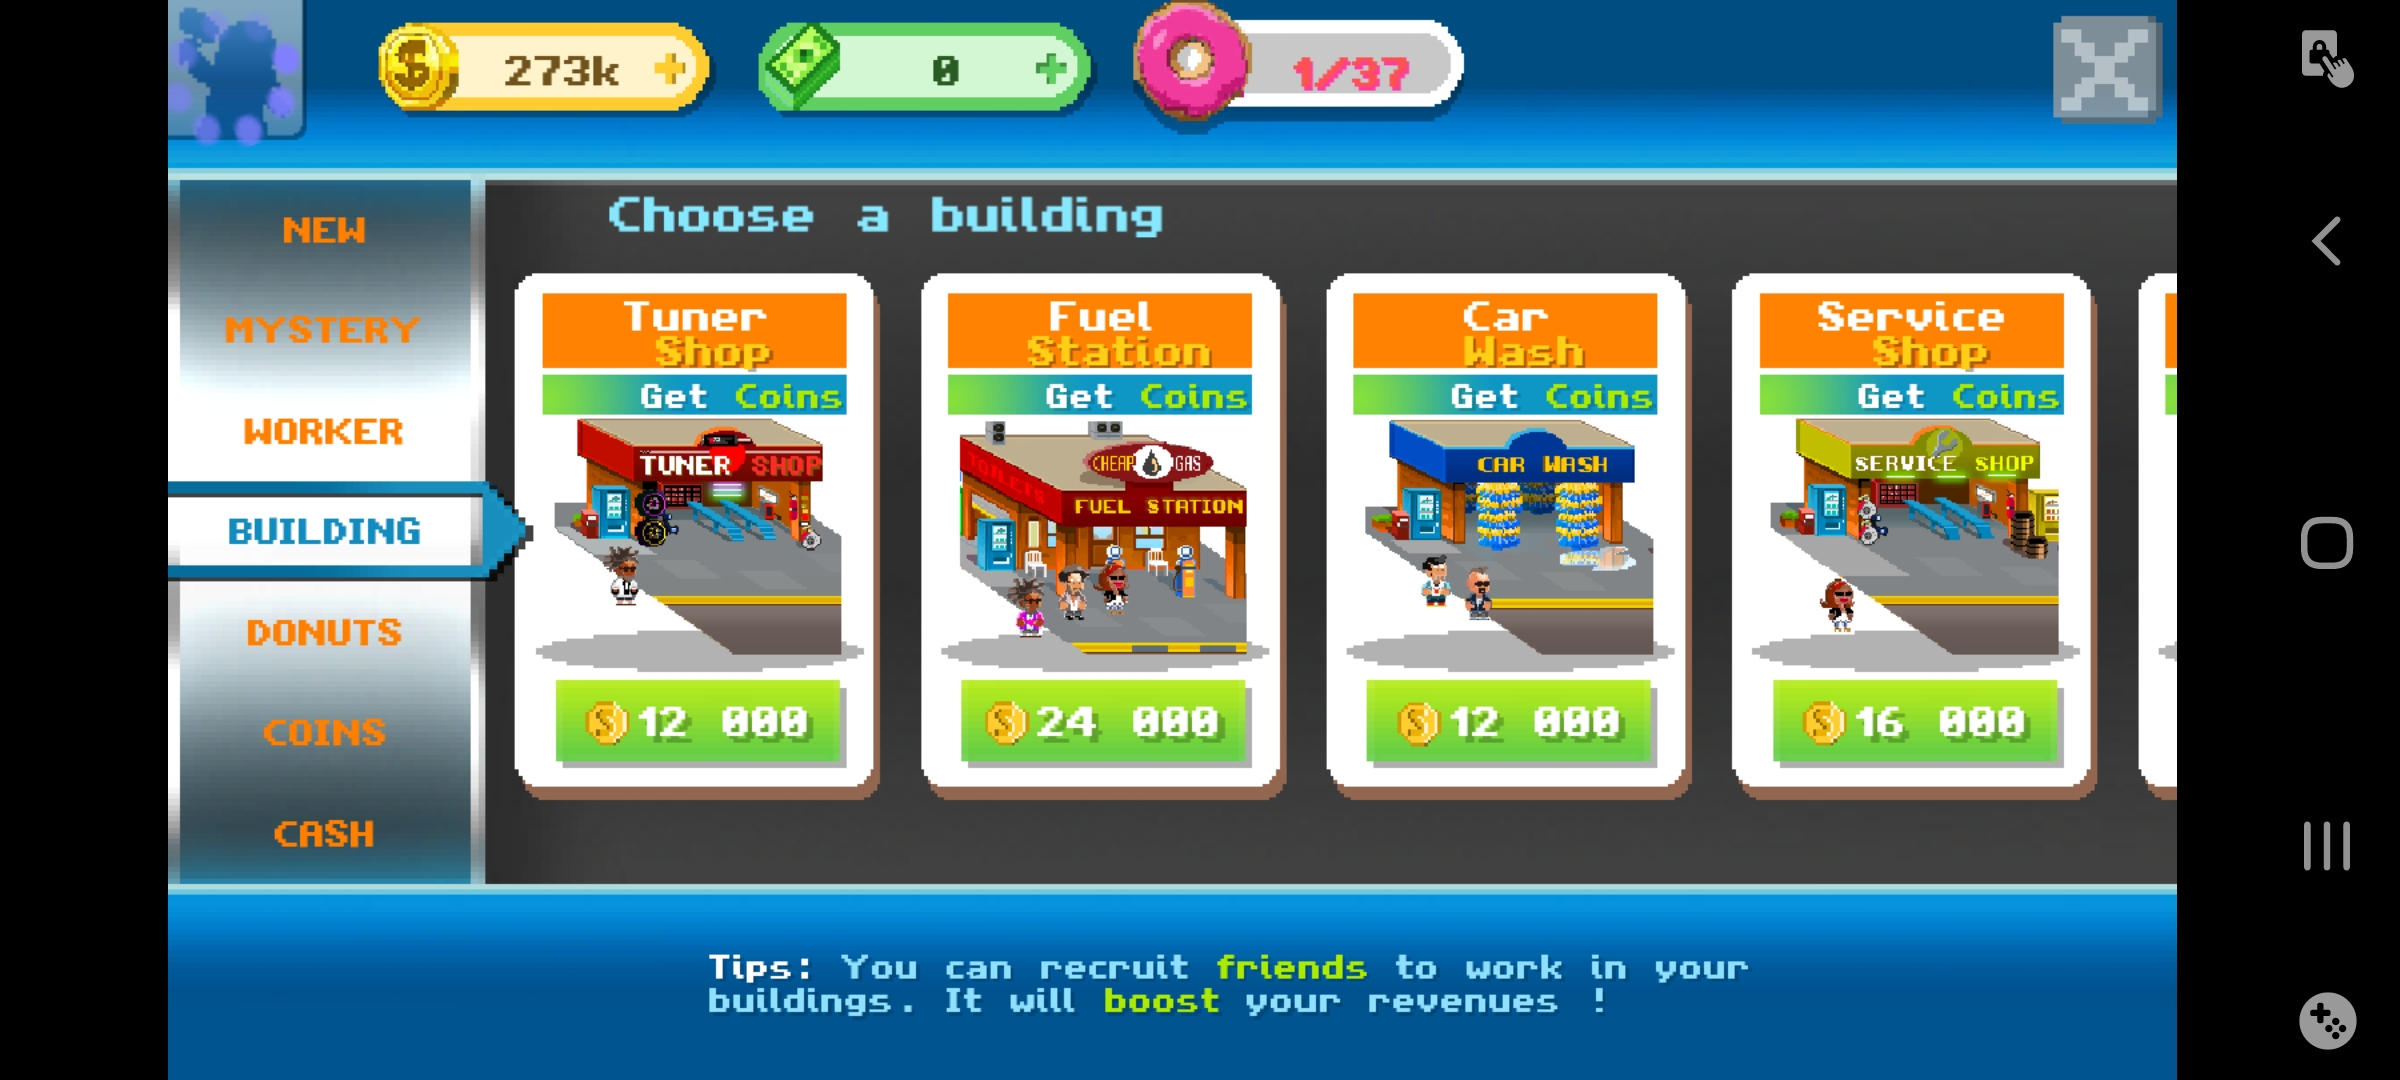 273k
0
1/37
NEW
MYSTERY
WORKER
BUILDING
DONUTS
COINS
CASH
Choose a building
Tuner
Shop
Get Coins
TUNER SHOP
12 000
Fuel
Station
Get Coins
TOILETS
CHEAP GAS
FUEL STATION
24 000
Car
Wash
Get Coins
CAR WASH
12 000
Service
Shop
Get Coins
SERVICE SHOP
16 000
Tips: You can recruit friends to work in your
buildings. It will boost your revenues !